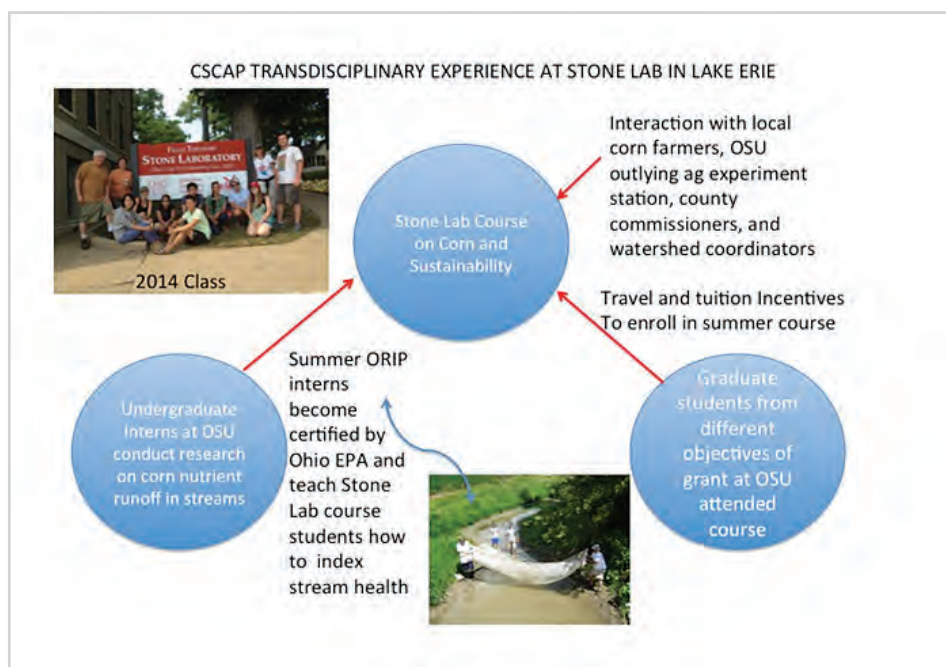 CSCAP TRANSDISCIPLINARY EXPERIENCE AT STONE LAB IN LAKE ERIE
STONE LABORATORY
2014 Class
Stone Lab Course
on Corn and
Sustainability
Interaction with local
corn farmers, OSU
outlying ag experiment
station, county
commissioners, and
watershed coordinators
Travel and tuition Incentives
To enroll in summer course
Undergraduate
Interns at OSU
conduct research
on corn nutrient
runoff in streams
Summer ORIP
interns
become
certified by
Ohio EPA and
teach Stone
Lab course
students how
to index
stream health
Graduate
students from
different
objectives of
grant at OSU
attended
course